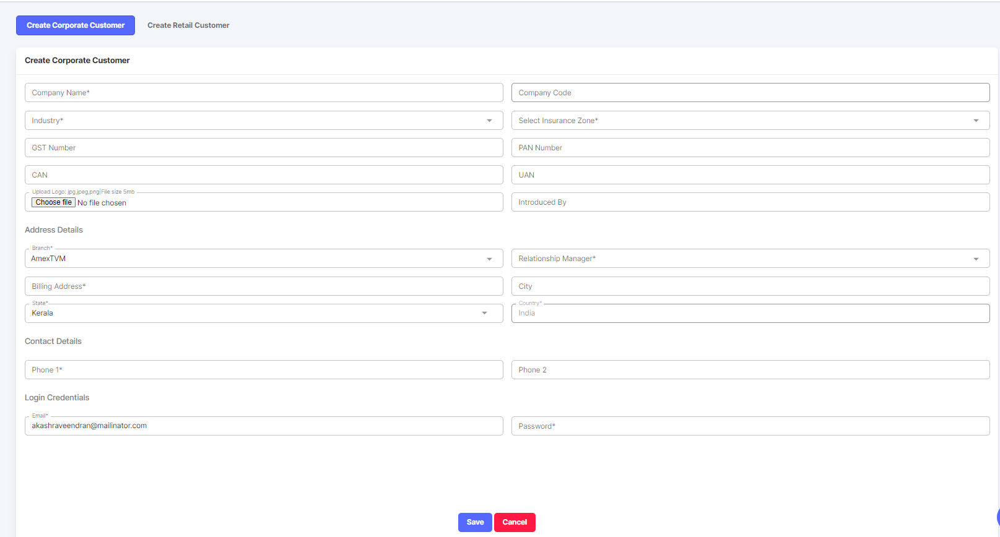 Create Corporate Customer Create Retail Customer
Create Corporate Customer
Company Name* Company Code
Industry* Select Insurance Zone*
GST Number PAN Number
CAN UAN
Upload Logo: jpg,jpeg,png|File size 5mb
Choose file No file chosen Introduced By
Address Details
Branch*
AmexTVM Relationship Manager*
Billing Address* City
State* Country*
Kerala India
Contact Details
Phone 1* Phone 2
Login Credentials
Email*
akashraveendran@mailinator.com Password*
Save Cancel